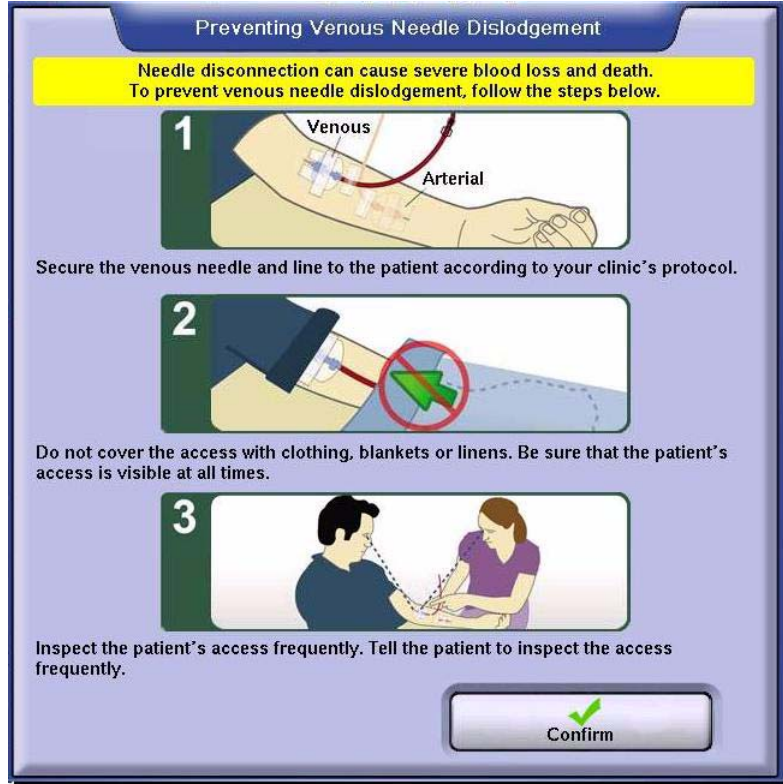 Preventing Venous Needle Dislodgement
Needle disconnection can cause severe blood loss and death.
To prevent venous needle dislodgement, follow the steps below.
1
Venous
Arterial
Secure the venous needle and line to the patient according to your clinic's protocol.
2
Do not cover the access with clothing, blankets or linens. Be sure that the patient's
access is visible at all times.
3
Inspect the patient's access frequently. Tell the patient to inspect the access
frequently.
Confirm